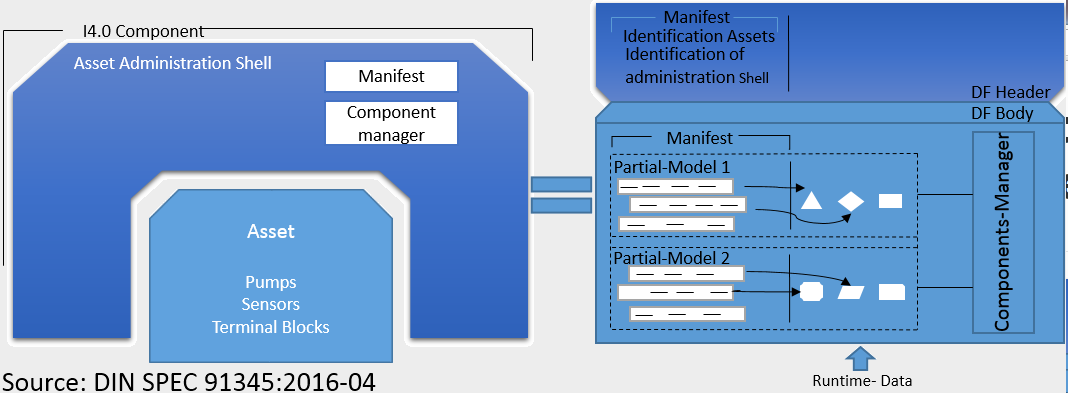 I4.0 Component
Asset Administration Shell
Manifest
Component
manager
Asset
Pumps
Sensors
Terminal Blocks
Source: DIN SPEC 91345:2016-04
Manifest
Identification Assets
Identification of
administration Shell
DF Header
DF Body
Manifest
Partial-Model 1
Partial-Model 2
Components-Manager
Runtime- Data